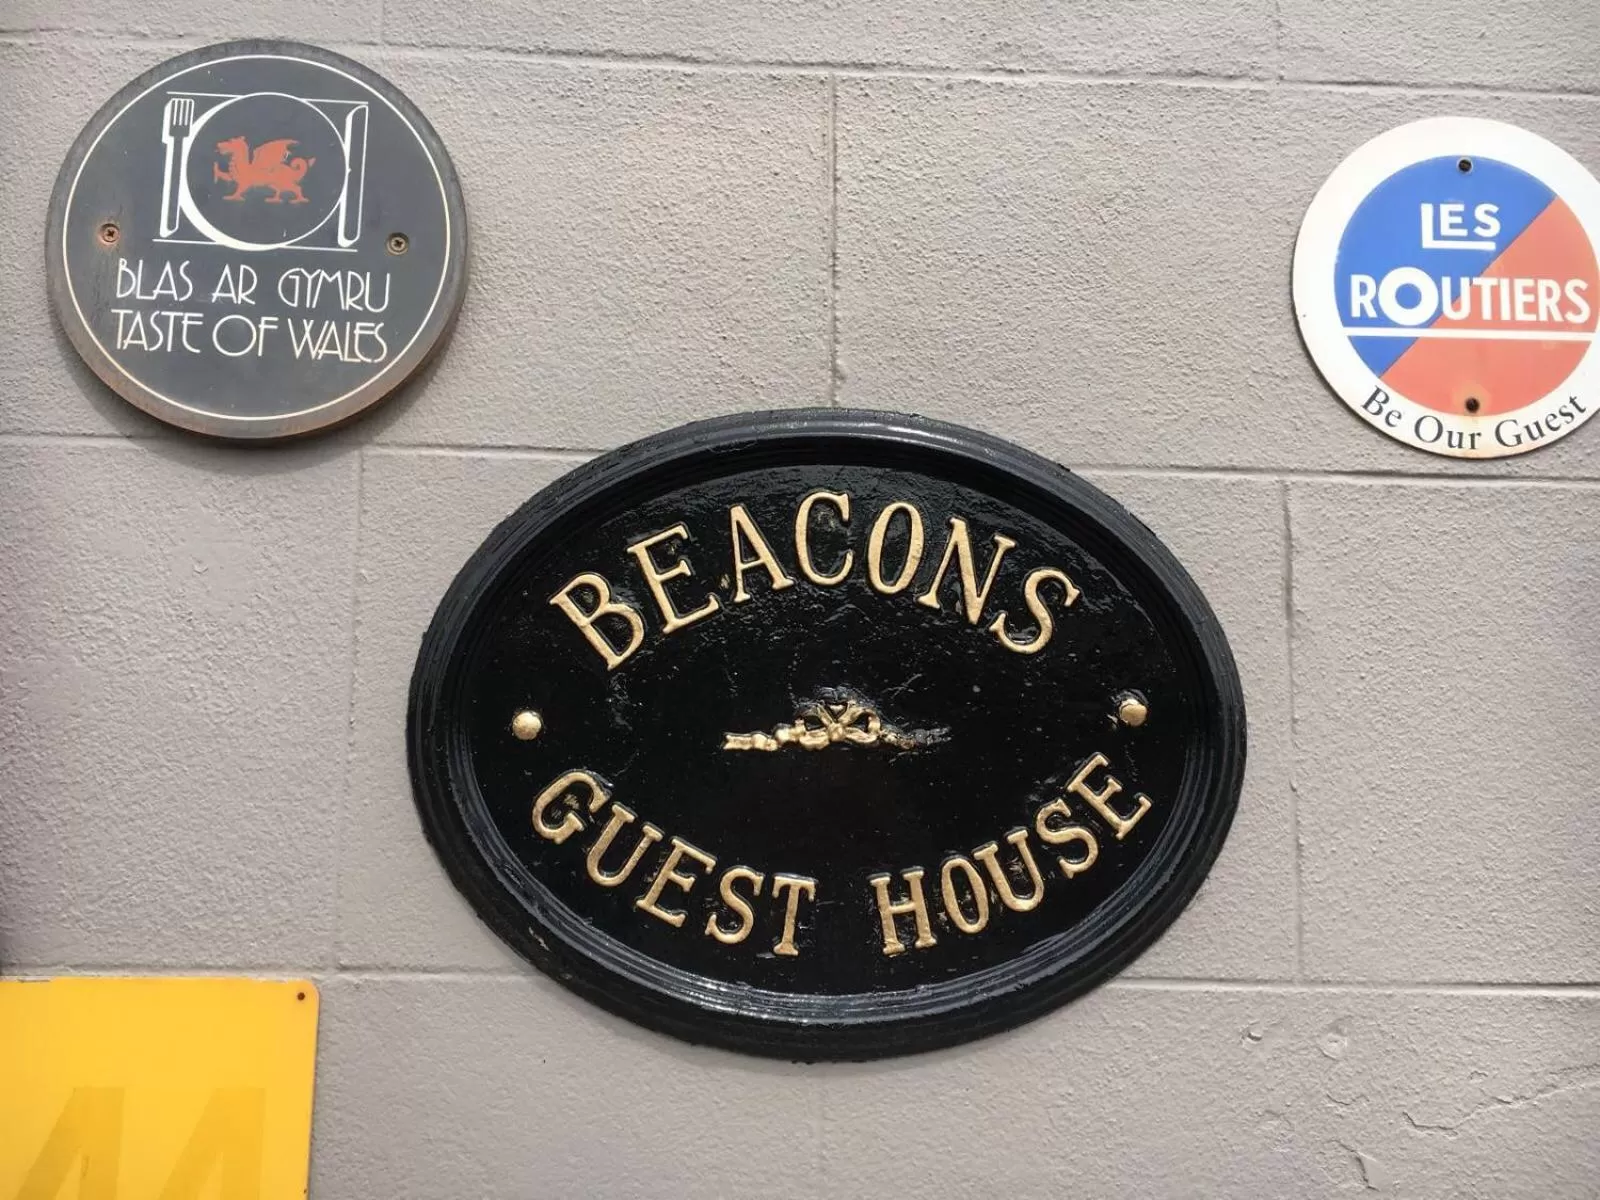 BLAS AR GYMRU
TASTE OF WALES
LES
ROUTIERS
Be Our Guest
BEACONS
GUEST HOUSE